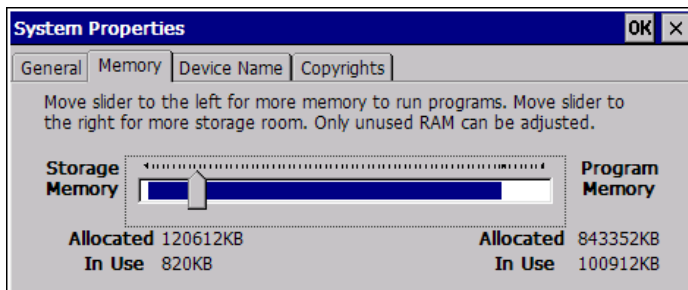 System Properties OK ×
General Memory Device Name Copyrights
Move slider to the left for more memory to run programs. Move slider to
the right for more storage room. Only unused RAM can be adjusted.
Storage Program
Memory Memory
Allocated 120612KB Allocated 843352KB
In Use 820KB In Use 100912KB